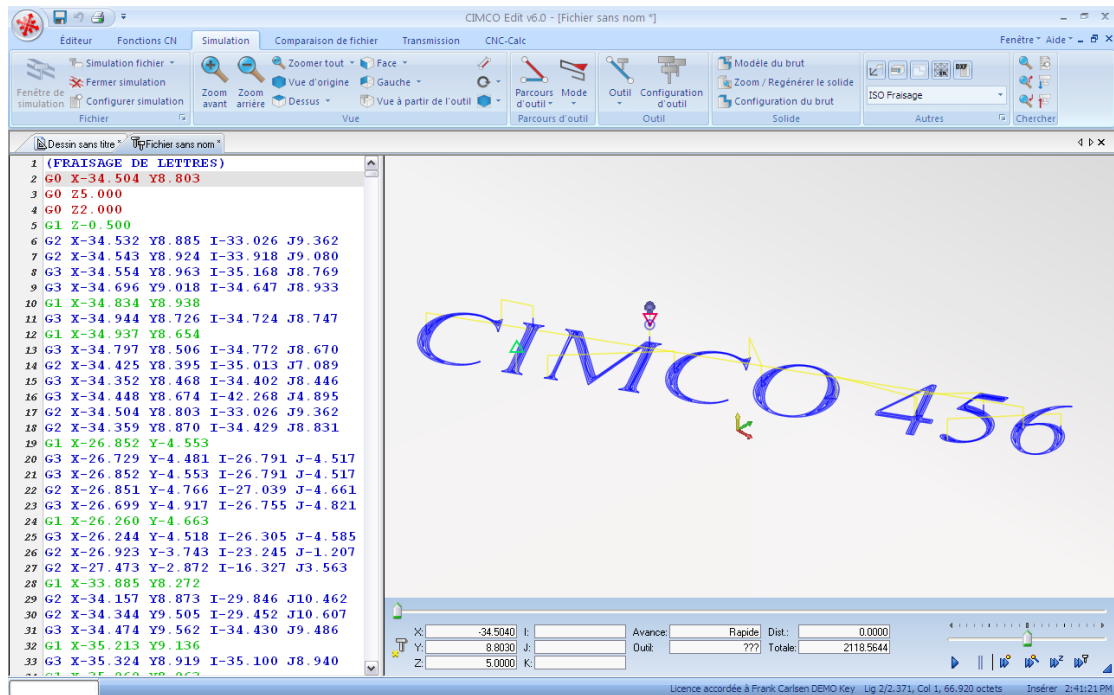 CIMCO Edit v6.0 - [Fichier sans nom *]
Éditeur Fonctions CN Simulation Comparaison de fichier Transmission CNC-Calc Fenêtre Aide
Fenêtre de simulation
Simulation fichier
Fermer simulation
Configurer simulation
Fichier
Zoom avant
Zoom arrière
Zoomer tout
Vue d'origine
Dessus
Face
Gauche
Vue à partir de l'outil
Vue
Parcours d'outil
Mode
Parcours d'outil
Outil
Configuration d'outil
Outil
Modèle du brut
Zoom / Regénérer le solide
Configuration du brut
Solide
DXF
ISO Fraisage
Autres
Chercher
Dessin sans titre * Fichier sans nom *
1 (FRAISAGE DE LETTRES)
2 G0 X-34.504 Y8.803
3 G0 Z5.000
4 G0 Z2.000
5 G1 Z-0.500
6 G2 X-34.532 Y8.885 I-33.026 J9.362
7 G2 X-34.543 Y8.924 I-33.918 J9.080
8 G3 X-34.554 Y8.963 I-35.168 J8.769
9 G3 X-34.696 Y9.018 I-34.647 J8.933
10 G1 X-34.834 Y8.938
11 G3 X-34.944 Y8.726 I-34.724 J8.747
12 G1 X-34.937 Y8.654
13 G3 X-34.797 Y8.506 I-34.772 J8.670
14 G2 X-34.425 Y8.395 I-35.013 J7.089
15 G3 X-34.352 Y8.468 I-34.402 J8.446
16 G3 X-34.448 Y8.674 I-42.268 J4.895
17 G2 X-34.504 Y8.803 I-33.026 J9.362
18 G2 X-34.359 Y8.870 I-34.429 J8.831
19 G1 X-26.852 Y-4.553
20 G3 X-26.729 Y-4.481 I-26.791 J-4.517
21 G3 X-26.852 Y-4.553 I-26.791 J-4.517
22 G2 X-26.851 Y-4.766 I-27.039 J-4.661
23 G3 X-26.699 Y-4.917 I-26.755 J-4.821
24 G1 X-26.260 Y-4.663
25 G3 X-26.244 Y-4.518 I-26.305 J-4.585
26 G2 X-26.923 Y-3.743 I-23.245 J-1.207
27 G2 X-27.473 Y-2.872 I-16.327 J3.563
28 G1 X-33.885 Y8.272
29 G2 X-34.157 Y8.873 I-29.846 J10.462
30 G2 X-34.344 Y9.505 I-29.452 J10.607
31 G3 X-34.474 Y9.562 I-34.430 J9.486
32 G1 X-35.213 Y9.136
33 G3 X-35.324 Y8.919 I-35.100 J8.940
CIMCO 456
X: -34.5040 I: Avance: Rapide Dist.: 0.0000
Y: 8.8030 J: Outil: ??? Totale: 2118.5644
Z: 5.0000 K:
Licence accordée à Frank Carlsen DEMO Key Lig 2/2.371, Col 1, 66.920 octets Insérer 2:41:21 PM